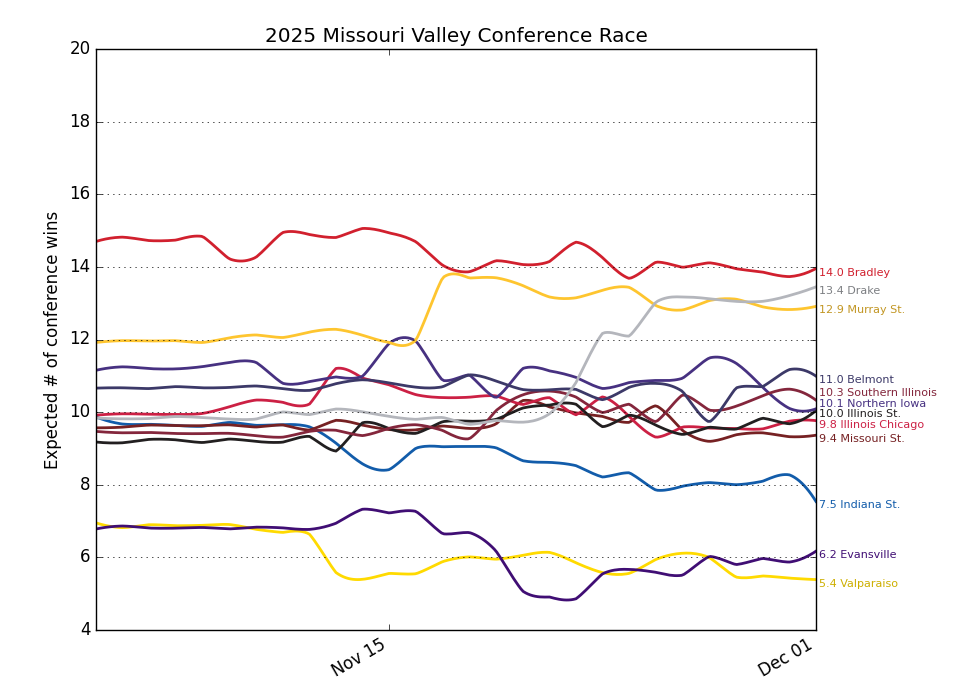 2025 Missouri Valley Conference Race
Expected # of conference wins
20
18
16
14
12
10
8
6
4
Nov 15
Dec 01
14.0 Bradley
13.4 Drake
12.9 Murray St.
11.0 Belmont
10.3 Southern Illinois
10.1 Northern Iowa
10.0 Illinois St.
9.8 Illinois Chicago
9.4 Missouri St.
7.5 Indiana St.
6.2 Evansville
5.4 Valparaiso